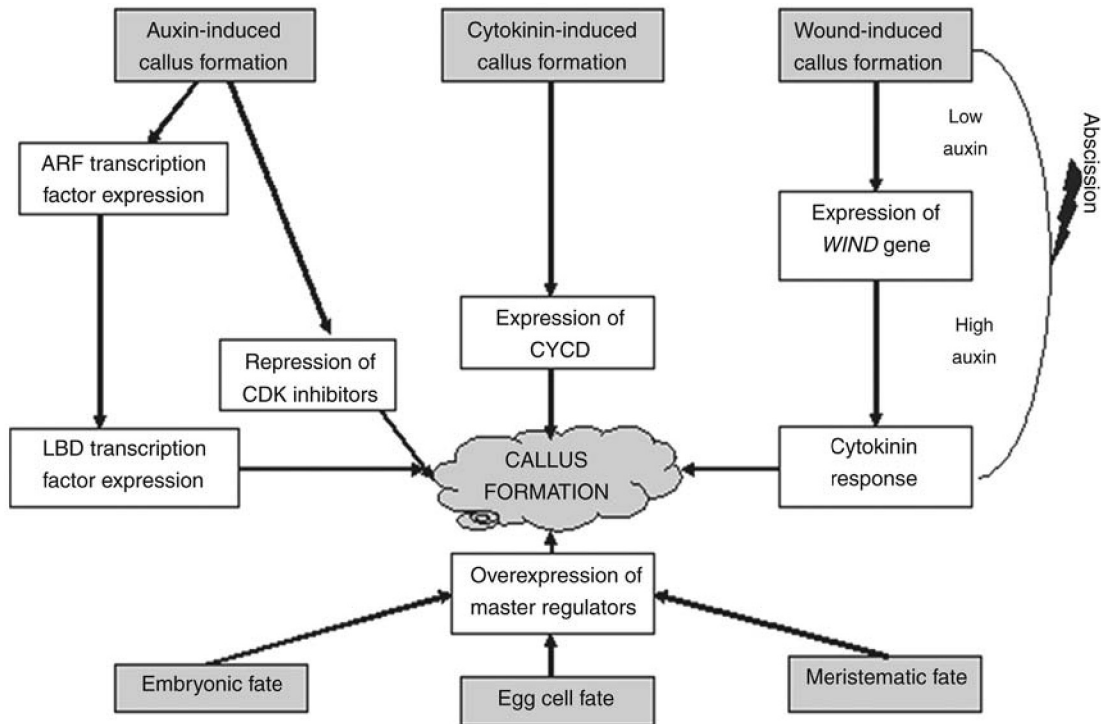 Auxin-induced
callus formation
Cytokinin-induced
callus formation
Wound-induced
callus formation
Low
auxin
Abscission
ARF transcription
factor expression
Expression of
WIND gene
Expression of
CYCD
High
auxin
Repression of
CDK inhibitors
LBD transcription
factor expression
CALLUS
FORMATION
Cytokinin
response
Overexpression of
master regulators
Embryonic fate
Egg cell fate
Meristematic fate